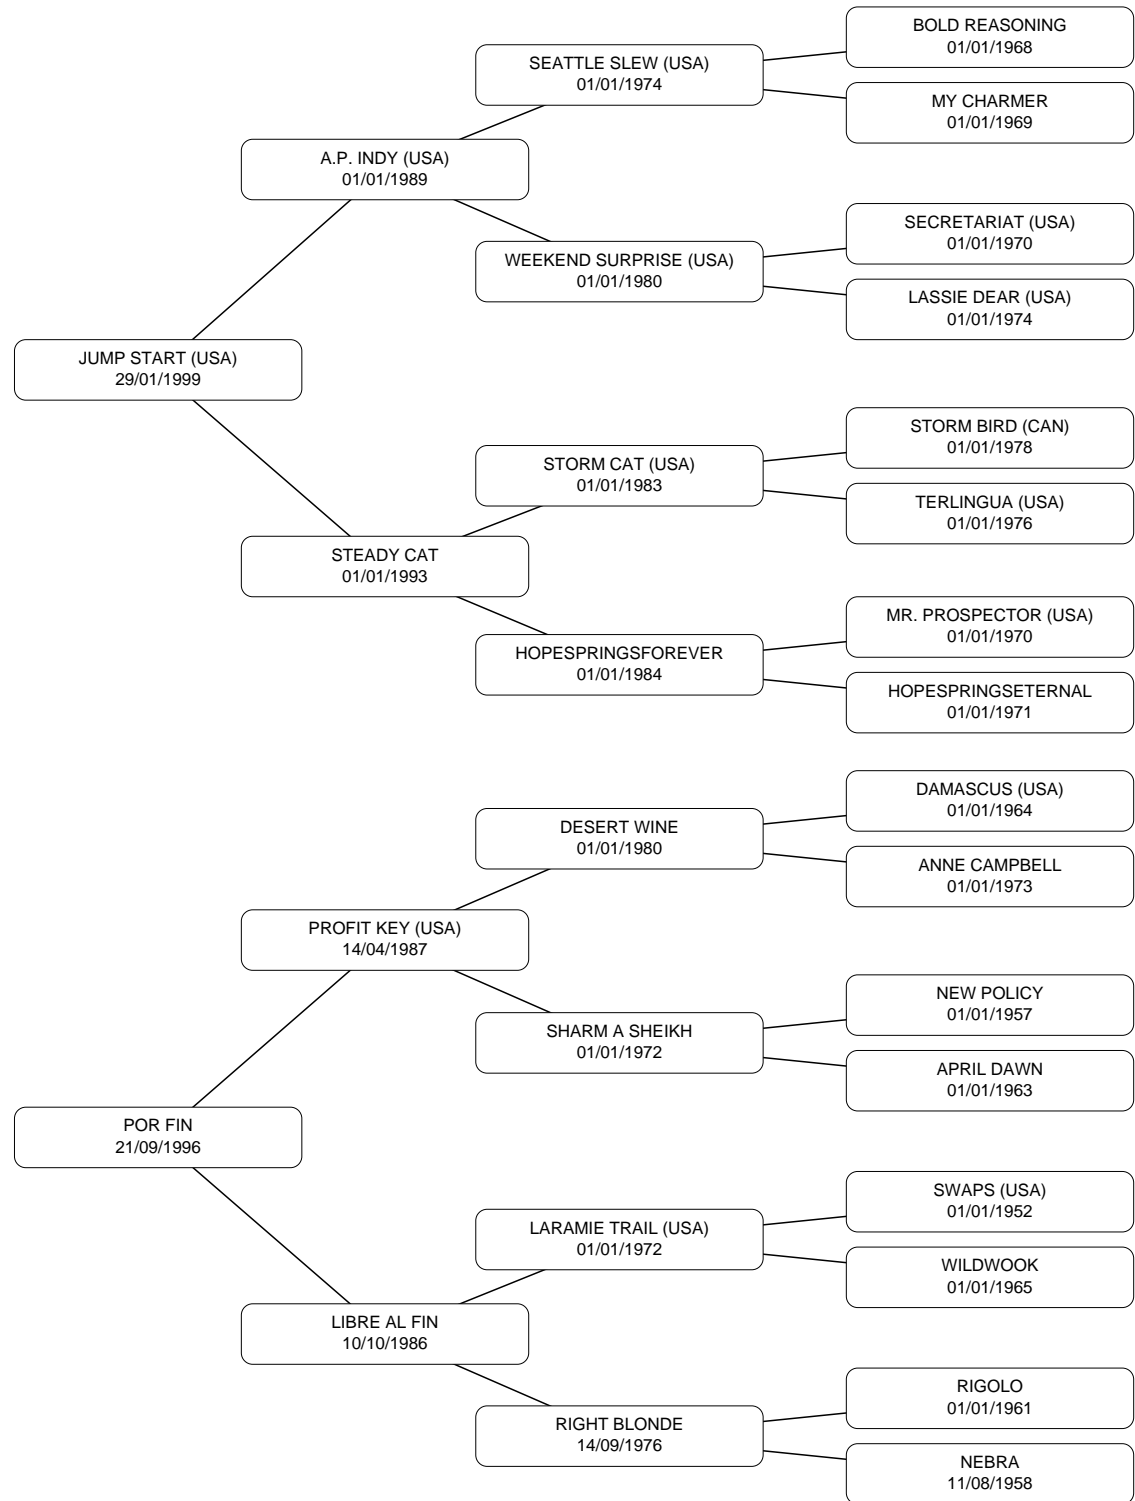 BOLD REASONING
01/01/1968
SEATTLE SLEW (USA)
01/01/1974
MY CHARMER
01/01/1969
A.P. INDY (USA)
01/01/1989
SECRETARIAT (USA)
01/01/1970
WEEKEND SURPRISE (USA)
01/01/1980
LASSIE DEAR (USA)
01/01/1974
JUMP START (USA)
29/01/1999
STORM BIRD (CAN)
01/01/1978
STORM CAT (USA)
01/01/1983
TERLINGUA (USA)
01/01/1976
STEADY CAT
01/01/1993
MR. PROSPECTOR (USA)
01/01/1970
HOPESPRINGSFOREVER
01/01/1984
HOPESPRINGSETERNAL
01/01/1971
DAMASCUS (USA)
01/01/1964
DESERT WINE
01/01/1980
ANNE CAMPBELL
01/01/1973
PROFIT KEY (USA)
14/04/1987
NEW POLICY
01/01/1957
SHARM A SHEIKH
01/01/1972
APRIL DAWN
01/01/1963
POR FIN
21/09/1996
SWAPS (USA)
01/01/1952
LARAMIE TRAIL (USA)
01/01/1972
WILDWOOK
01/01/1965
LIBRE AL FIN
10/10/1986
RIGOLO
01/01/1961
RIGHT BLONDE
14/09/1976
NEBRA
11/08/1958